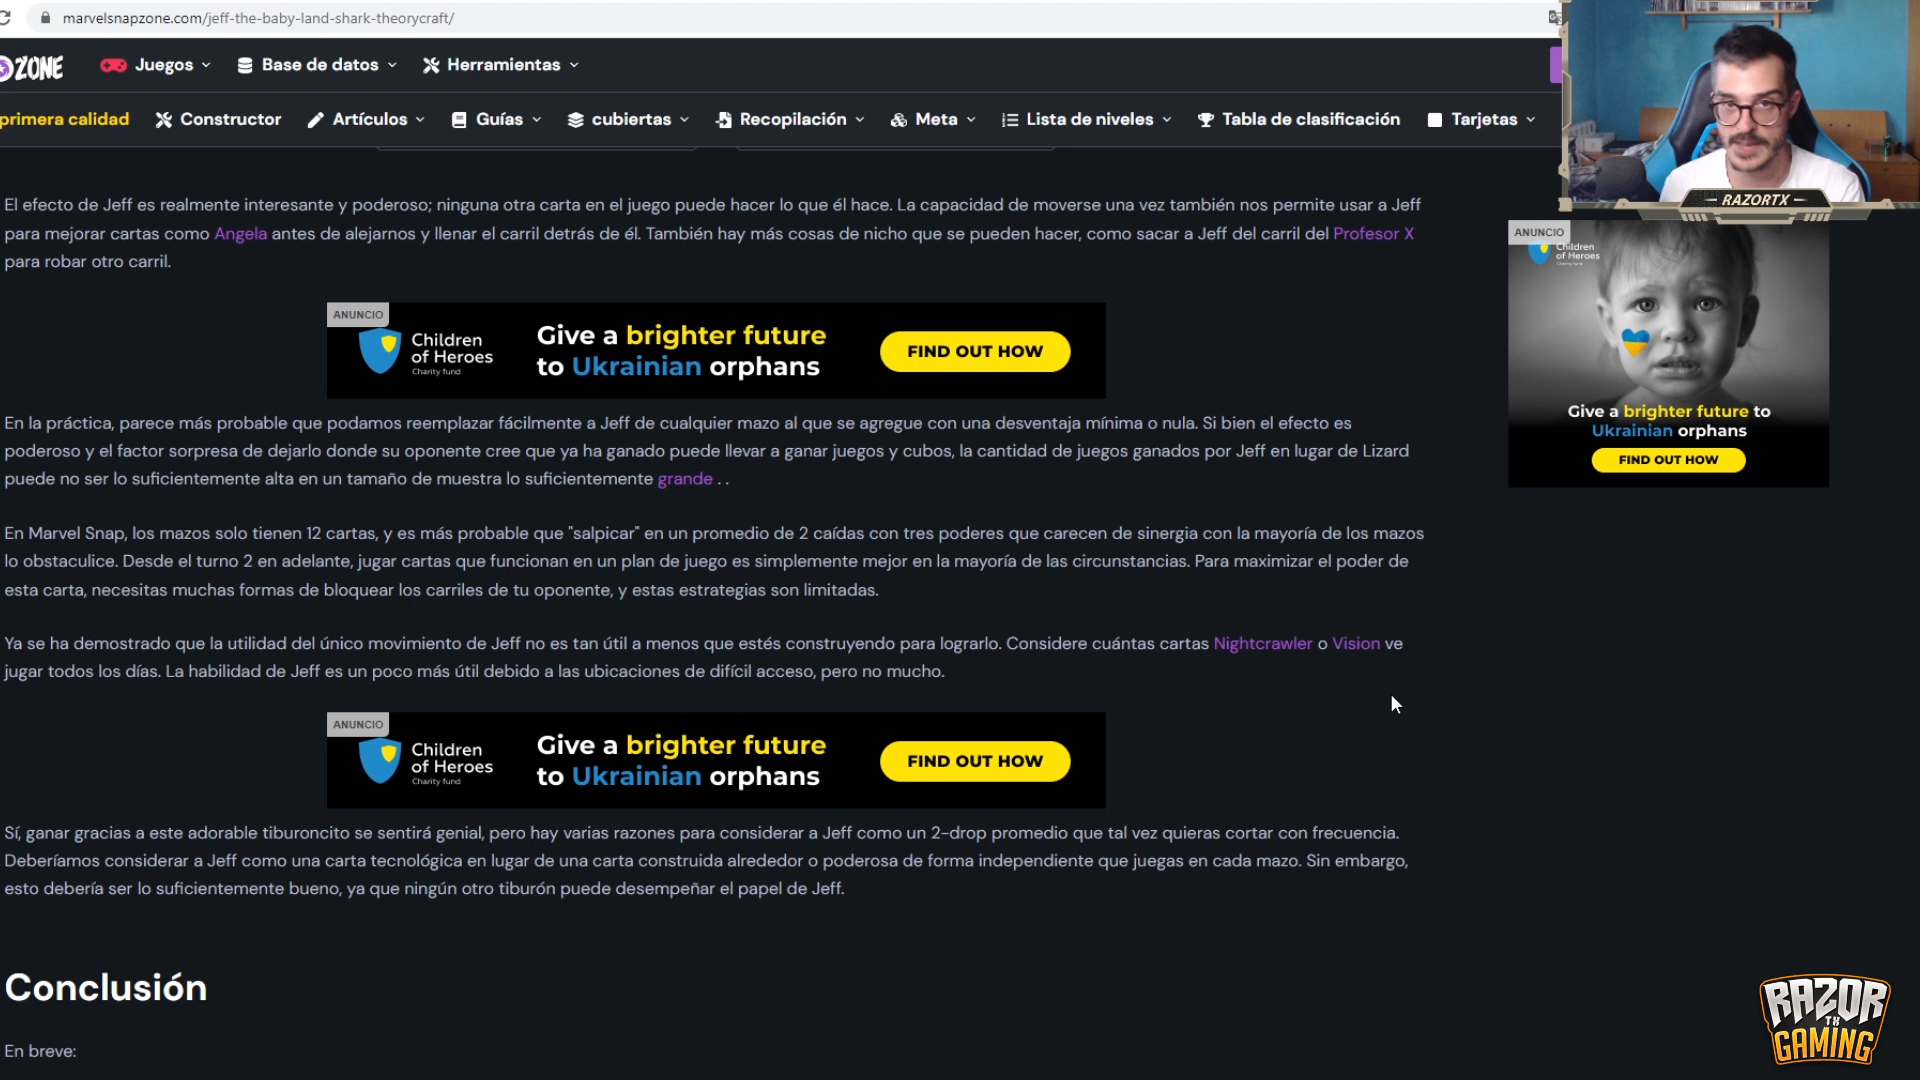 marvelsnapzone.com/jeff-the-baby-land-shark-theorycraft/
ZONE
Juegos
Base de datos
Herramientas
primera calidad
Constructor
Artículos
Guías
cubiertas
Recopilación
Meta
Lista de niveles
Tabla de clasificación
Tarjetas
RAZORTX
El efecto de Jeff es realmente interesante y poderoso; ninguna otra carta en el juego puede hacer lo que él hace. La capacidad de moverse una vez también nos permite usar a Jeff
para mejorar cartas como Angela antes de alejarnos y llenar el carril detrás de él. También hay más cosas de nicho que se pueden hacer, como sacar a Jeff del carril del Profesor X
para robar otro carril.
ANUNCIO
Children
of Heroes
Charity fund
Give a brighter future
to Ukrainian orphans
FIND OUT HOW
ANUNCIO
Children
of Heroes
Charity fund
Give a brighter future to
Ukrainian orphans
FIND OUT HOW
En la práctica, parece más probable que podamos reemplazar fácilmente a Jeff de cualquier mazo al que se agregue con una desventaja mínima o nula. Si bien el efecto es
poderoso y el factor sorpresa de dejarlo donde su oponente cree que ya ha ganado puede llevar a ganar juegos y cubos, la cantidad de juegos ganados por Jeff en lugar de Lizard
puede no ser lo suficientemente alta en un tamaño de muestra lo suficientemente grande . .
En Marvel Snap, los mazos solo tienen 12 cartas, y es más probable que "salpicar" en un promedio de 2 caídas con tres poderes que carecen de sinergia con la mayoría de los mazos
lo obstaculice. Desde el turno 2 en adelante, jugar cartas que funcionan en un plan de juego es simplemente mejor en la mayoría de las circunstancias. Para maximizar el poder de
esta carta, necesitas muchas formas de bloquear los carriles de tu oponente, y estas estrategias son limitadas.
Ya se ha demostrado que la utilidad del único movimiento de Jeff no es tan útil a menos que estés construyendo para lograrlo. Considere cuántas cartas Nightcrawler o Vision ve
jugar todos los días. La habilidad de Jeff es un poco más útil debido a las ubicaciones de difícil acceso, pero no mucho.
ANUNCIO
Children
of Heroes
Charity fund
Give a brighter future
to Ukrainian orphans
FIND OUT HOW
Sí, ganar gracias a este adorable tiburoncito se sentirá genial, pero hay varias razones para considerar a Jeff como un 2-drop promedio que tal vez quieras cortar con frecuencia.
Deberíamos considerar a Jeff como una carta tecnológica en lugar de una carta construida alrededor o poderosa de forma independiente que juegas en cada mazo. Sin embargo,
esto debería ser lo suficientemente bueno, ya que ningún otro tiburón puede desempeñar el papel de Jeff.
Conclusión
En breve:
RAZOR
TX
GAMING